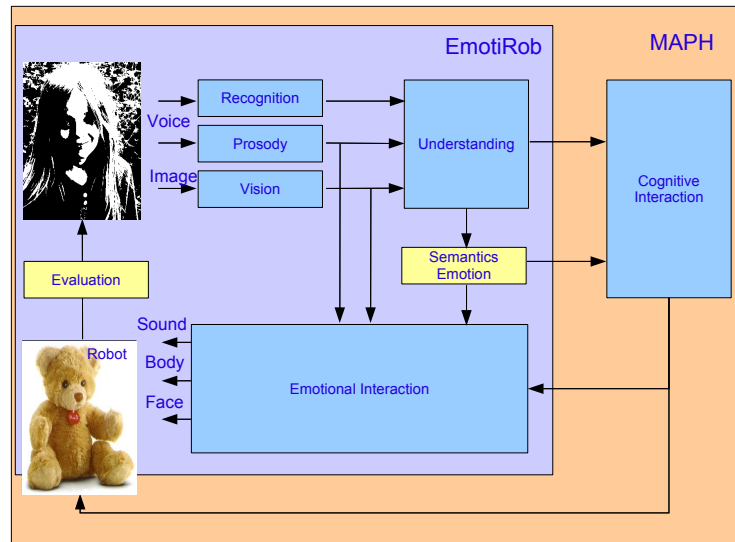 EmotiRob
MAPH
Recognition
Voice
Prosody
Understanding
Image
Vision
Cognitive
Interaction
Semantics
Emotion
Evaluation
Sound
Robot
Body
Emotional Interaction
Face